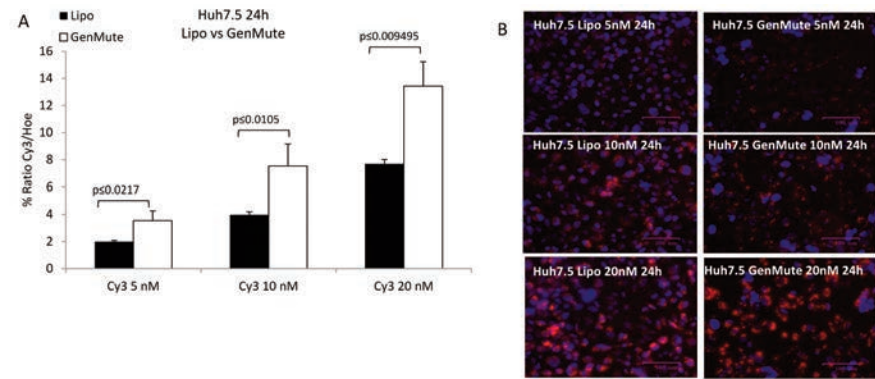 A
Huh7.5 24h
Lipo vs GenMute
Lipo
GenMute
% Ratio Cy3/Hoe
16
14
12
10
8
6
4
2
0
p≤0.0217
p≤0.0105
p≤0.009495
Cy3 5 nM
Cy3 10 nM
Cy3 20 nM
B
Huh7.5 Lipo 5nM 24h
Huh7.5 GenMute 5nM 24h
Huh7.5 Lipo 10nM 24h
Huh7.5 GenMute 10nM 24h
Huh7.5 Lipo 20nM 24h
Huh7.5 GenMute 20nM 24h